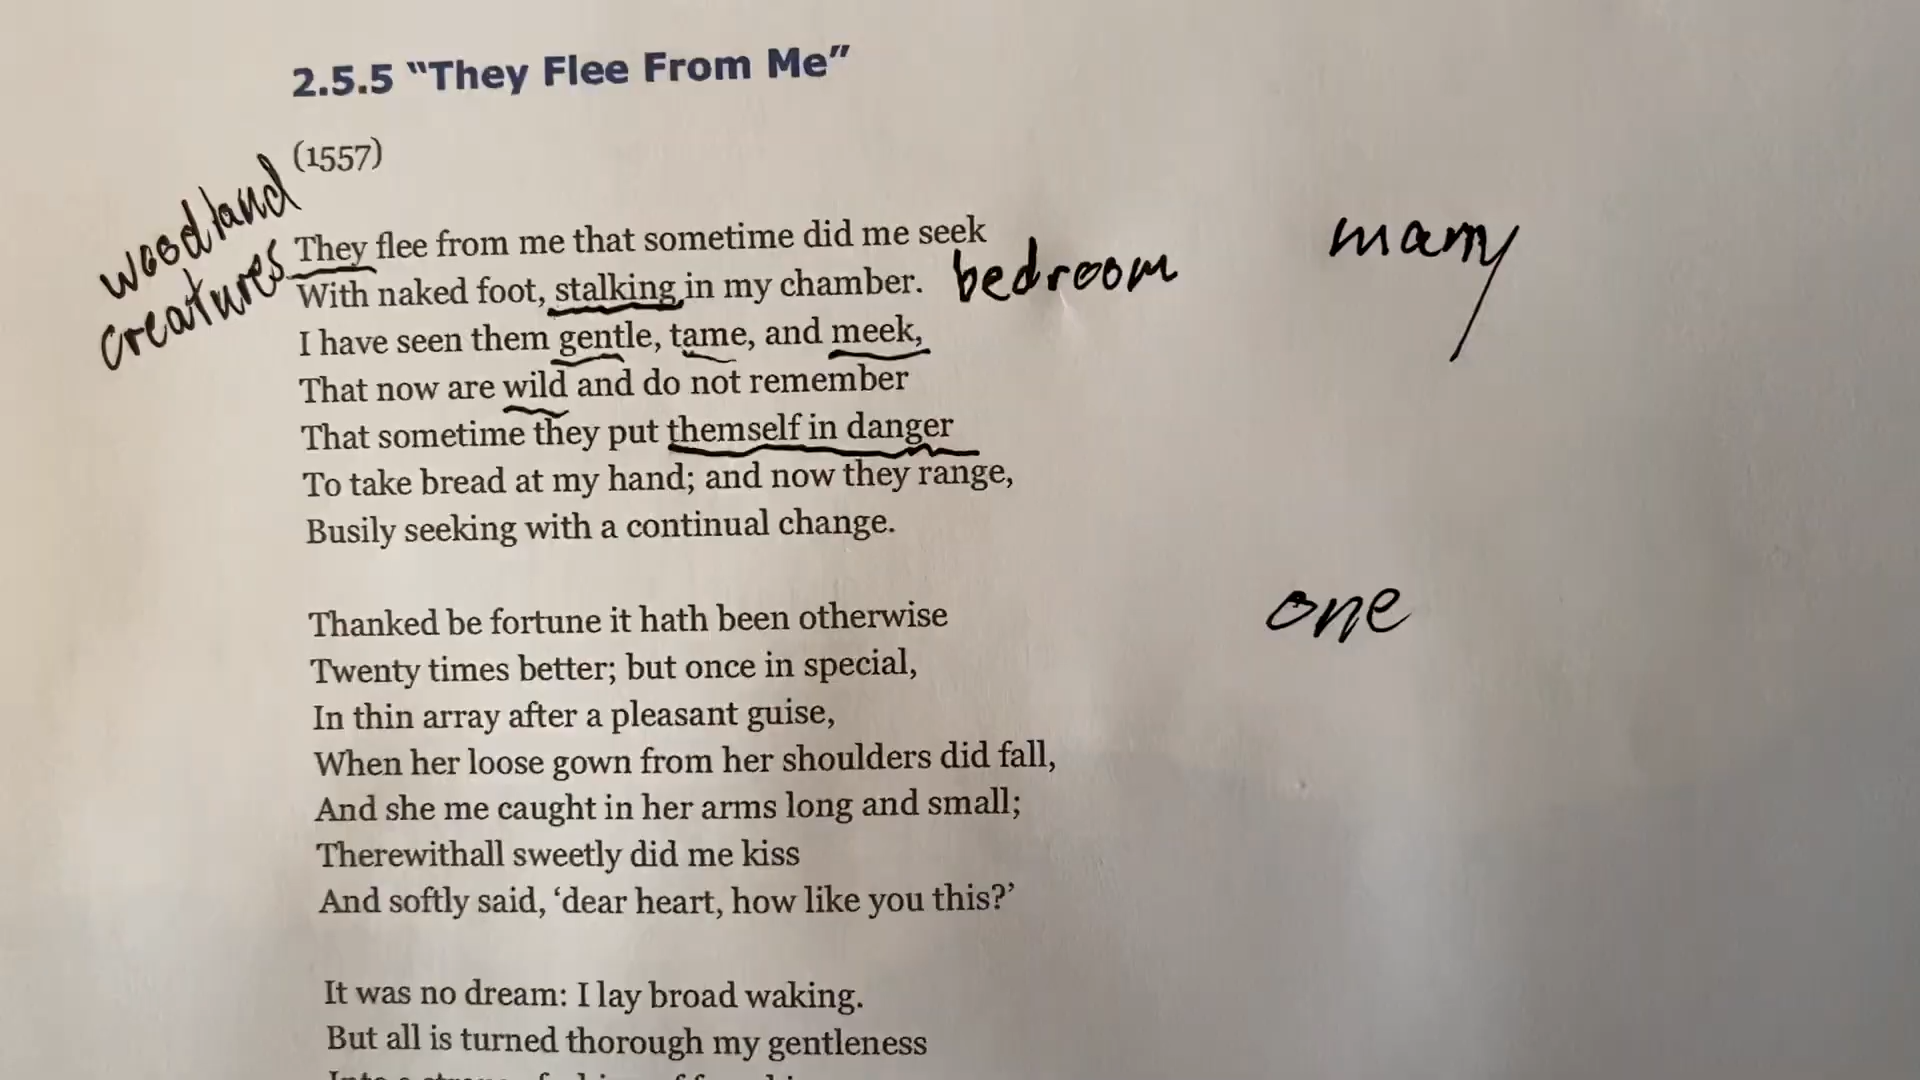 2.5.5 “They Flee From Me”
(1557)
woodland
creatures
They flee from me that sometime did me seek
With naked foot, stalking in my chamber. bedroom
many
I have seen them gentle, tame, and meek,
That now are wild and do not remember
That sometime they put themself in danger
To take bread at my hand; and now they range,
Busily seeking with a continual change.
Thanked be fortune it hath been otherwise
one
Twenty times better; but once in special,
In thin array after a pleasant guise,
When her loose gown from her shoulders did fall,
And she me caught in her arms long and small;
Therewithall sweetly did me kiss
And softly said, ‘dear heart, how like you this?’
It was no dream: I lay broad waking.
But all is turned thorough my gentleness